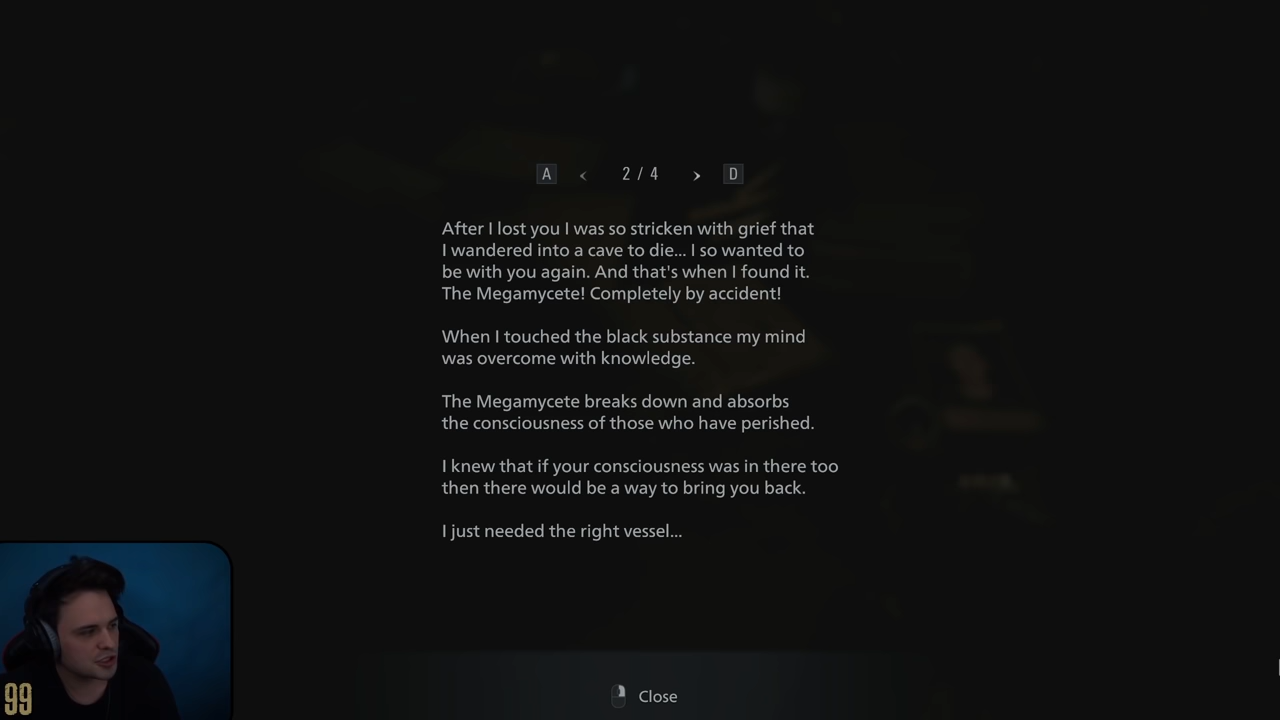 A < 2 / 4 > D
After I lost you I was so stricken with grief that
I wandered into a cave to die... I so wanted to
be with you again. And that's when I found it.
The Megamycete! Completely by accident!
When I touched the black substance my mind
was overcome with knowledge.
The Megamycete breaks down and absorbs
the consciousness of those who have perished.
I knew that if your consciousness was in there too
then there would be a way to bring you back.
I just needed the right vessel...
Close
99